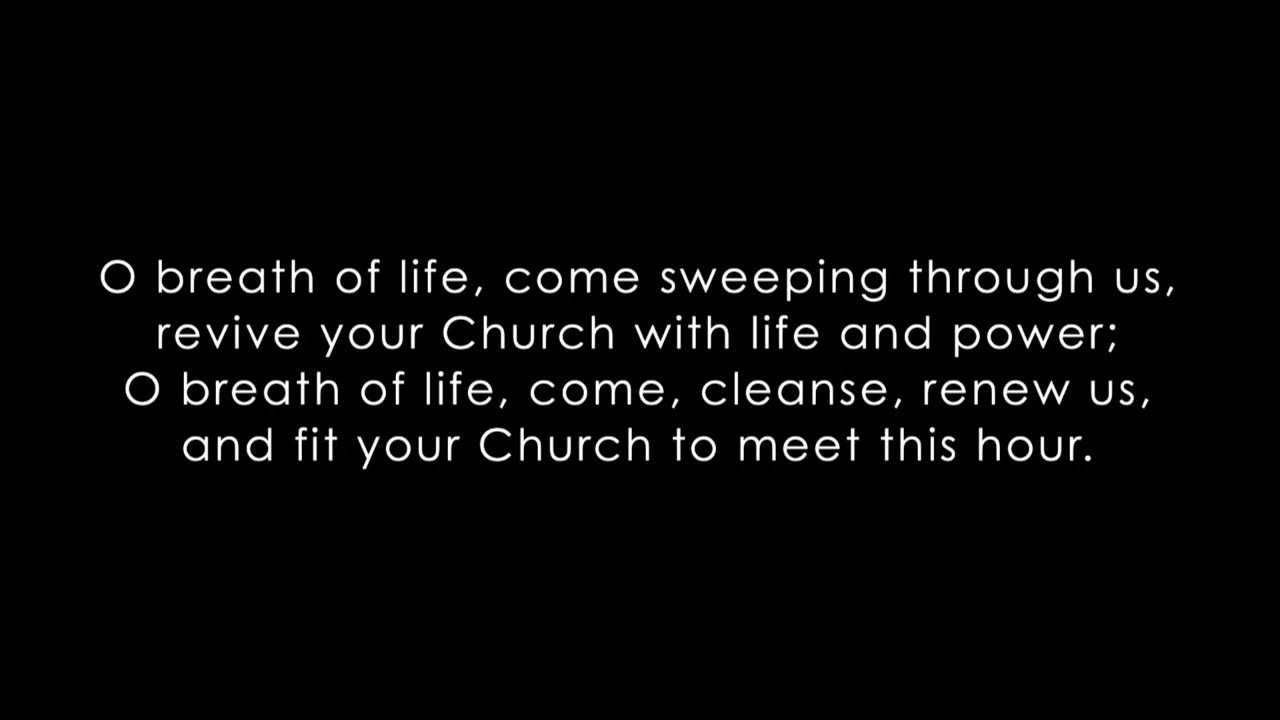 O breath of life, come sweeping through us,
revive your Church with life and power;
O breath of life, come, cleanse, renew us,
and fit your Church to meet this hour.